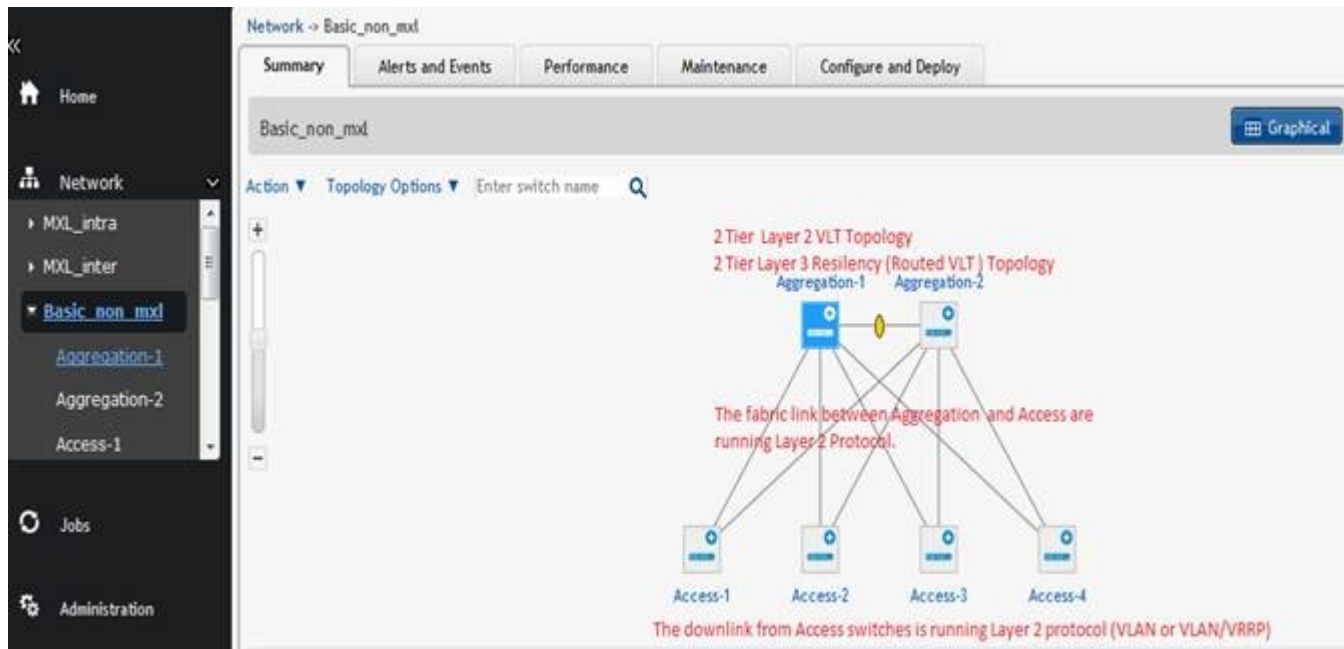 «
Home
Network
MXL_intra
MXL_inter
Basic_non_mxl
Aggregation-1
Aggregation-2
Access-1
Jobs
Administration
Network -> Basic_non_mxl
Summary
Alerts and Events
Performance
Maintenance
Configure and Deploy
Basic_non_mxl
Graphical
Action ▼ Topology Options ▼ Enter switch name
+
−
2 Tier Layer 2 VLT Topology
2 Tier Layer 3 Resilency (Routed VLT ) Topology
Aggregation-1 Aggregation-2
The fabric link between Aggregation and Access are
running Layer 2 Protocol.
Access-1 Access-2 Access-3 Access-4
The downlink from Access switches is running Layer 2 protocol (VLAN or VLAN/VRRP)